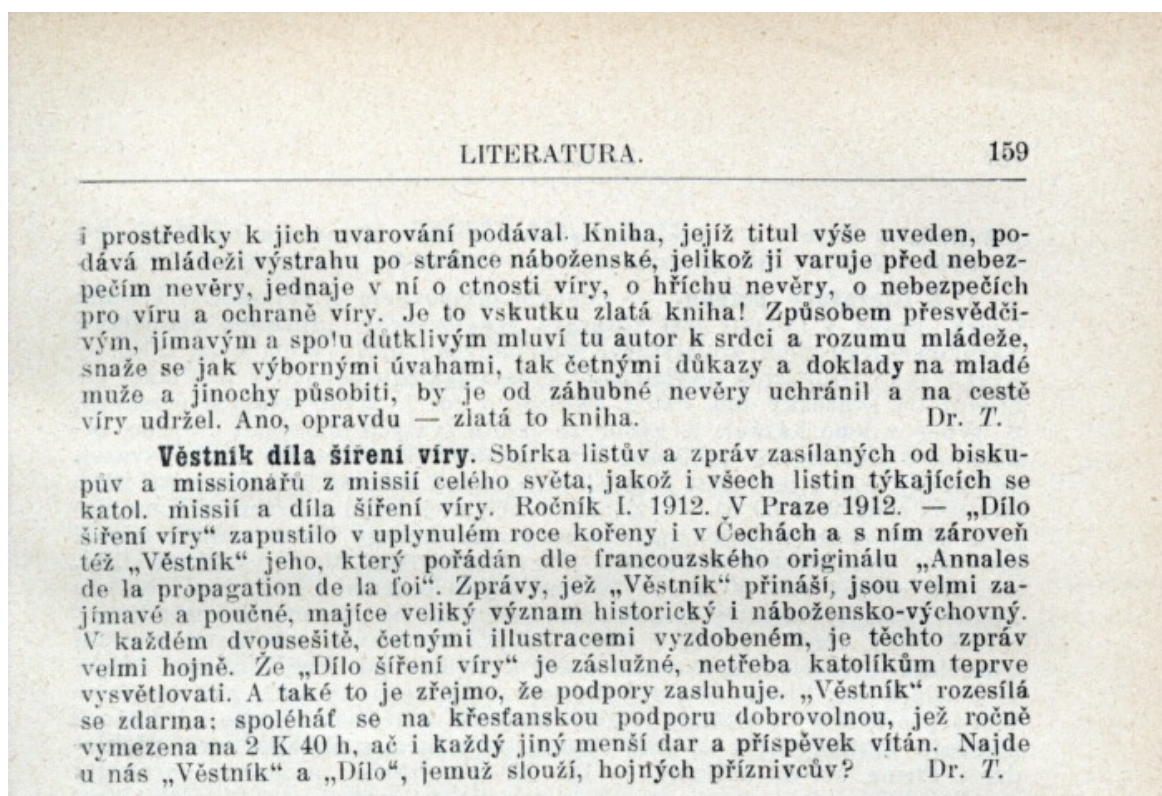 LITERATURA. 159
i prostředky k jich uvarování podával. Kniha, jejíž titul výše uveden, po-
dává mládeži výstrahu po stránce náboženské, jelikož ji varuje před nebez-
pečím nevěry, jednaje v ní o ctnosti víry, o hříchu nevěry, o nebezpečích
pro víru a ochraně víry. Je to vskutku zlatá kniha! Způsobem přesvědči-
vým, jímavým a spolu důtklivým mluví tu autor k srdci a rozumu mládeže,
snaže se jak výbornými úvahami, tak četnými důkazy a doklady na mladé
muže a jinochy působiti, by je od záhubné nevěry uchránil a na cestě
víry udržel. Ano, opravdu — zlatá to kniha. Dr. T.
Věstník díla šíření víry. Sbírka listův a zpráv zasílaných od bisku-
pův a missionářů z missií celého světa, jakož i všech listin týkajících se
katol. missií a díla šíření víry. Ročník I. 1912. V Praze 1912. — „Dílo
šíření víry“ zapustilo v uplynulém roce kořeny i v Čechách a s ním zároveň
též „Věstník“ jeho, který pořádán dle francouzského originálu „Annales
de la propagation de la foi“. Zprávy, jež „Věstník“ přináší, jsou velmi za-
jímavé a poučné, majíce veliký význam historický i nábožensko-výchovný.
V každém dvousešitě, četnými illustracemi vyzdobeném, je těchto zpráv
velmi hojně. Že „Dílo šíření víry“ je záslužné, netřeba katolíkům teprve
vysvětlovati. A také to je zřejmo, že podpory zasluhuje. „Věstník“ rozesílá
se zdarma; spoléháť se na křesťanskou podporu dobrovolnou, jež ročně
vymezena na 2 K 40 h, ač i každý jiný menší dar a příspěvek vítán. Najde
u nás „Věstník“ a „Dílo“, jemuž slouží, hojných příznivcův? Dr. T.